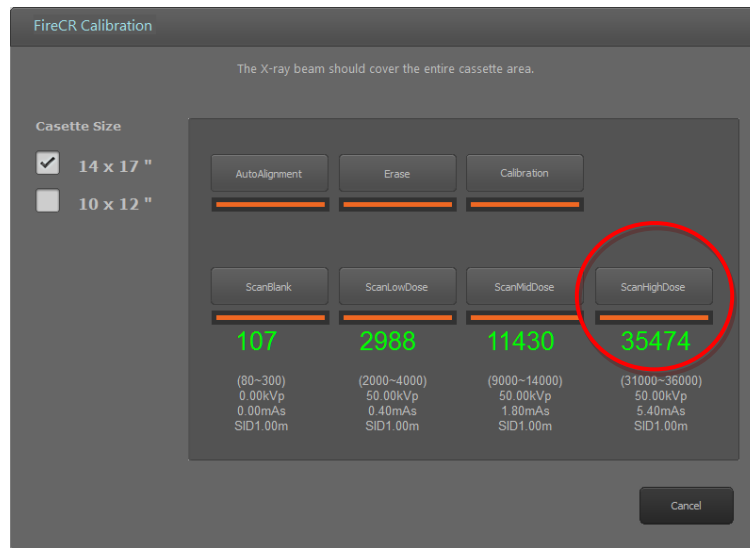 FireCR Calibration
The X-ray beam should cover the entire cassette area.
Casette Size
14 x 17 "
10 x 12 "
AutoAlignment
Erase
Calibration
ScanBlank
ScanLowDose
ScanMidDose
ScanHighDose
107
2988
11430
35474
(80~300)
0.00kVp
0.00mAs
SID1.00m
(2000~4000)
50.00kVp
0.40mAs
SID1.00m
(9000~14000)
50.00kVp
1.80mAs
SID1.00m
(31000~36000)
50.00kVp
5.40mAs
SID1.00m
Cancel